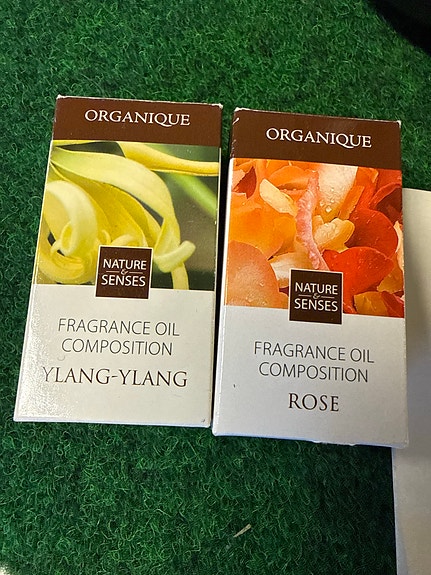 ORGANIQUE
NATURE
&
SENSES
FRAGRANCE OIL
COMPOSITION
YLANG-YLANG
ORGANIQUE
NATURE
&
SENSES
FRAGRANCE OIL
COMPOSITION
ROSE